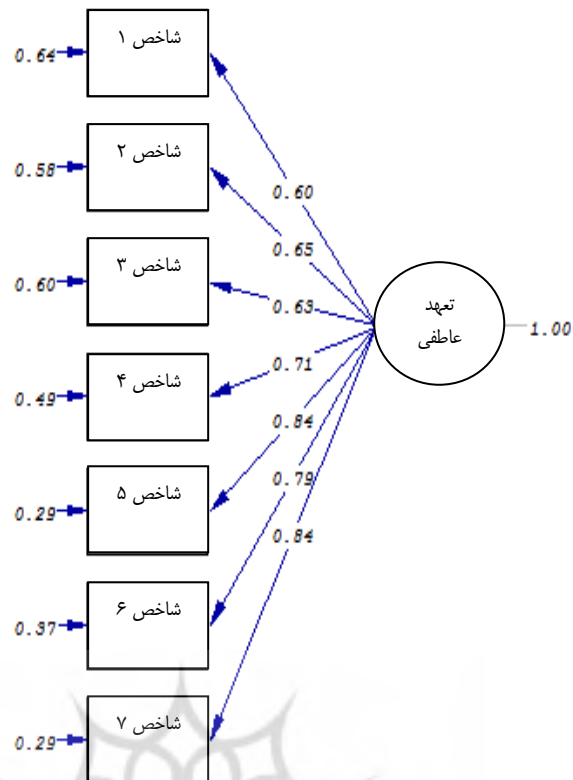 شاخص ۱
0.64
شاخص ۲
0.58
0.60
0.65
شاخص ۳
0.60
0.63
تعهد
عاطفی
1.00
شاخص ۴
0.49
0.71
0.84
شاخص ۵
0.29
0.79
0.84
شاخص ۶
0.37
شاخص ۷
0.29